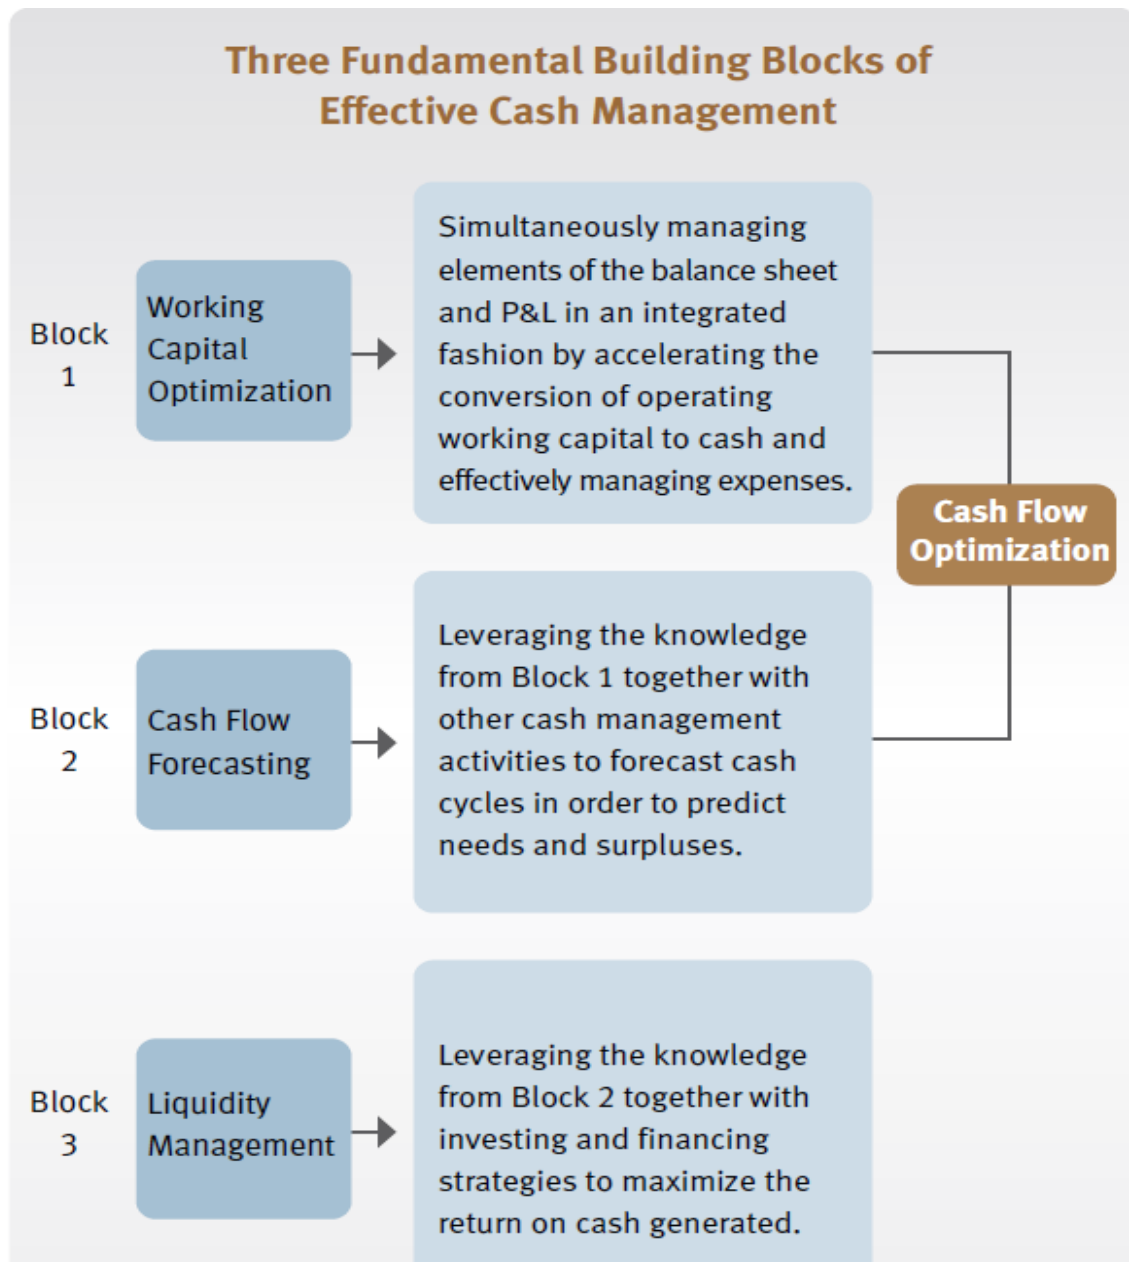 Three Fundamental Building Blocks of
Effective Cash Management
Block
1
Working
Capital
Optimization
Simultaneously managing
elements of the balance sheet
and P&L in an integrated
fashion by accelerating the
conversion of operating
working capital to cash and
effectively managing expenses.
Cash Flow
Optimization
Block
2
Cash Flow
Forecasting
Leveraging the knowledge
from Block 1 together with
other cash management
activities to forecast cash
cycles in order to predict
needs and surpluses.
Block
3
Liquidity
Management
Leveraging the knowledge
from Block 2 together with
investing and financing
strategies to maximize the
return on cash generated.